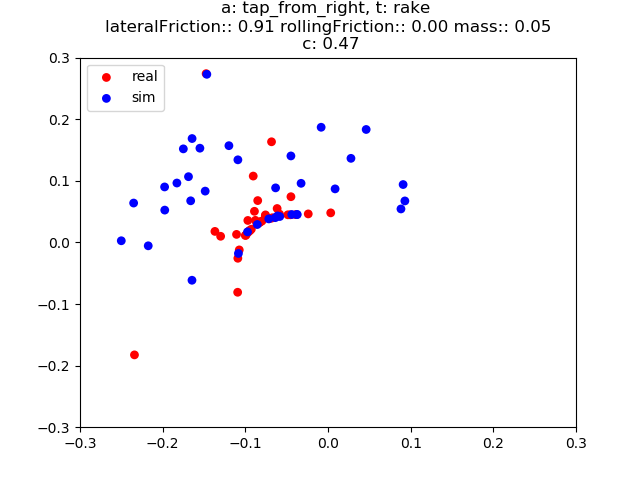 a: tap_from_right, t: rake
lateralFriction:: 0.91 rollingFriction:: 0.00 mass:: 0.05
c: 0.47
real
sim
0.3
0.2
0.1
0.0
−0.1
−0.2
−0.3
−0.3 −0.2 −0.1 0.0 0.1 0.2 0.3